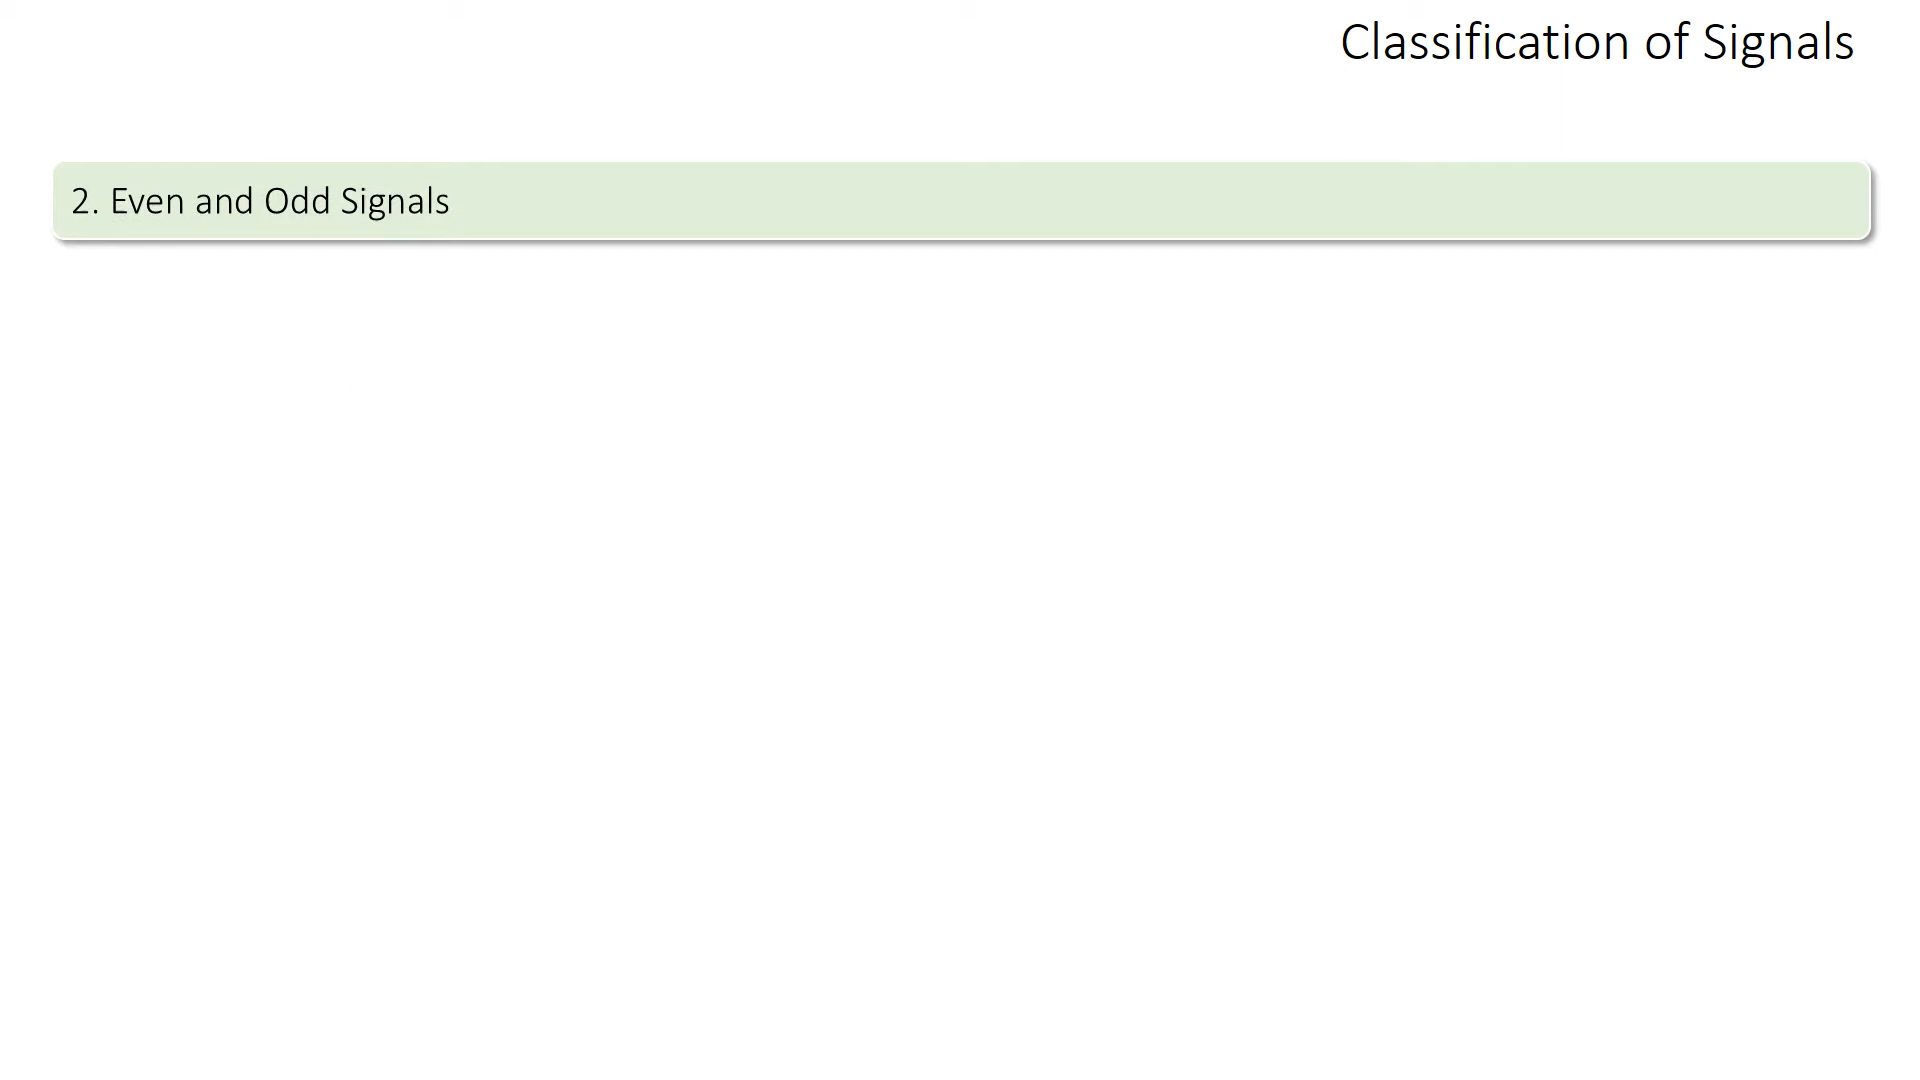 Classification of Signals
2. Even and Odd Signals